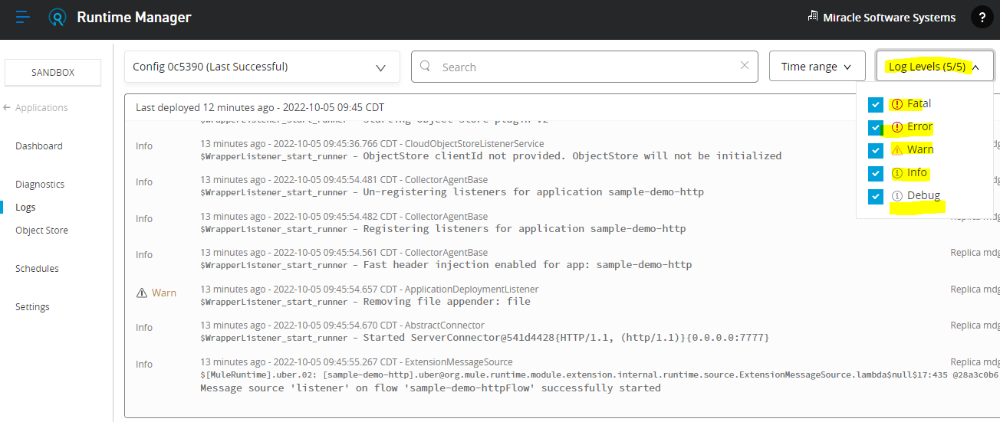 Runtime Manager
Miracle Software Systems
?
SANDBOX
Config 0c5390 (Last Successful)
Search
Time range
Log Levels (5/5)
Applications
Dashboard
Diagnostics
Logs
Object Store
Schedules
Settings
Fatal
Error
Warn
Info
Debug
Last deployed 12 minutes ago - 2022-10-05 09:45 CDT
$WrapperListener_start_runner - Starting object store plugin v2
Info
13 minutes ago - 2022-10-05 09:45:36.766 CDT - CloudObjectStoreListenerService
$WrapperListener_start_runner - ObjectStore clientId not provided. ObjectStore will not be initialized
Info
13 minutes ago - 2022-10-05 09:45:54.481 CDT - CollectorAgentBase
$WrapperListener_start_runner - Un-registering listeners for application sample-demo-http
Info
13 minutes ago - 2022-10-05 09:45:54.482 CDT - CollectorAgentBase
Replica mdg
$WrapperListener_start_runner - Registering listeners for application sample-demo-http
Info
13 minutes ago - 2022-10-05 09:45:54.561 CDT - CollectorAgentBase
Replica mdg
$WrapperListener_start_runner - Fast header injection enabled for app: sample-demo-http
Warn
13 minutes ago - 2022-10-05 09:45:54.657 CDT - ApplicationDeploymentListener
Replica mdg
$WrapperListener_start_runner - Removing file appender: file
Info
13 minutes ago - 2022-10-05 09:45:54.670 CDT - AbstractConnector
Replica mdg
$WrapperListener_start_runner - Started ServerConnector@541d4428{HTTP/1.1, (http/1.1)}{0.0.0.0:7777}
Info
13 minutes ago - 2022-10-05 09:45:55.267 CDT - ExtensionMessageSource
Replica mdg
$[MuleRuntime].uber.02: [sample-demo-http].uber@org.mule.runtime.module.extension.internal.runtime.source.ExtensionMessageSource.lambda$null$17:435 @28a3c0b6
Message source 'listener' on flow 'sample-demo-httpFlow' successfully started